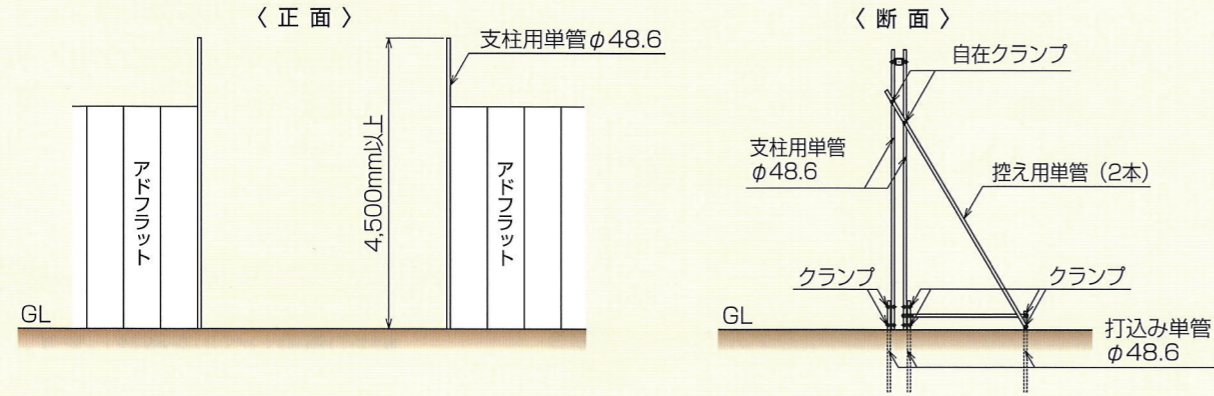 〈 正 面 〉
支柱用単管φ48.6
4,500mm以上
アドフラット
アドフラット
GL
〈 断 面 〉
自在クランプ
支柱用単管
φ48.6
控え用単管（2本）
クランプ
クランプ
GL
打込み単管
φ48.6